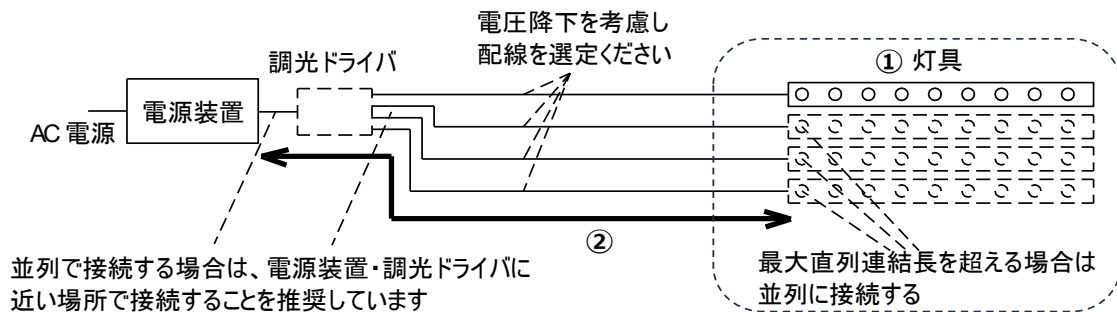 電圧降下を考慮し
配線を選定ください
調光ドライバ
① 灯具
電源装置
AC 電源
②
並列で接続する場合は、電源装置・調光ドライバに
近い場所で接続することを推奨しています
最大直列連結長を超える場合は
並列に接続する